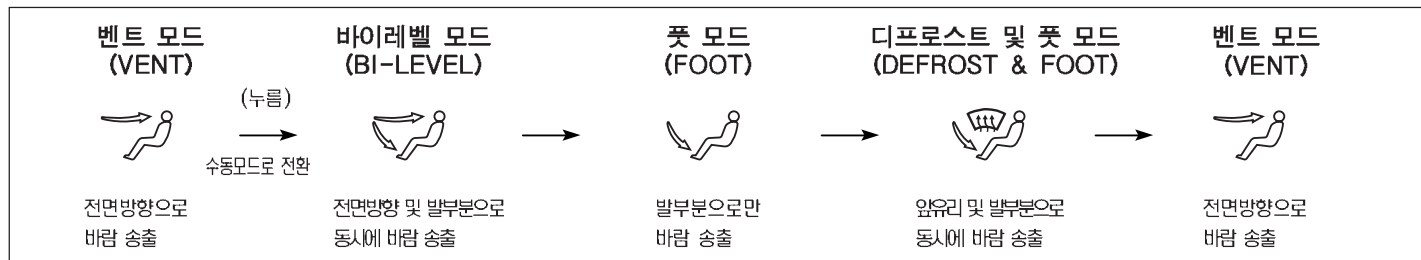 벤트 모드
(VENT)
바이레벨 모드
(BI-LEVEL)
풋 모드
(FOOT)
디프로스트 및 풋 모드
(DEFROST & FOOT)
벤트 모드
(VENT)
(누름)
수동모드로 전환
전면방향으로
바람 송출
전면방향 및 발부분으로
동시에 바람 송출
발부분으로만
바람 송출
앞유리 및 발부분으로
동시에 바람 송출
전면방향으로
바람 송출